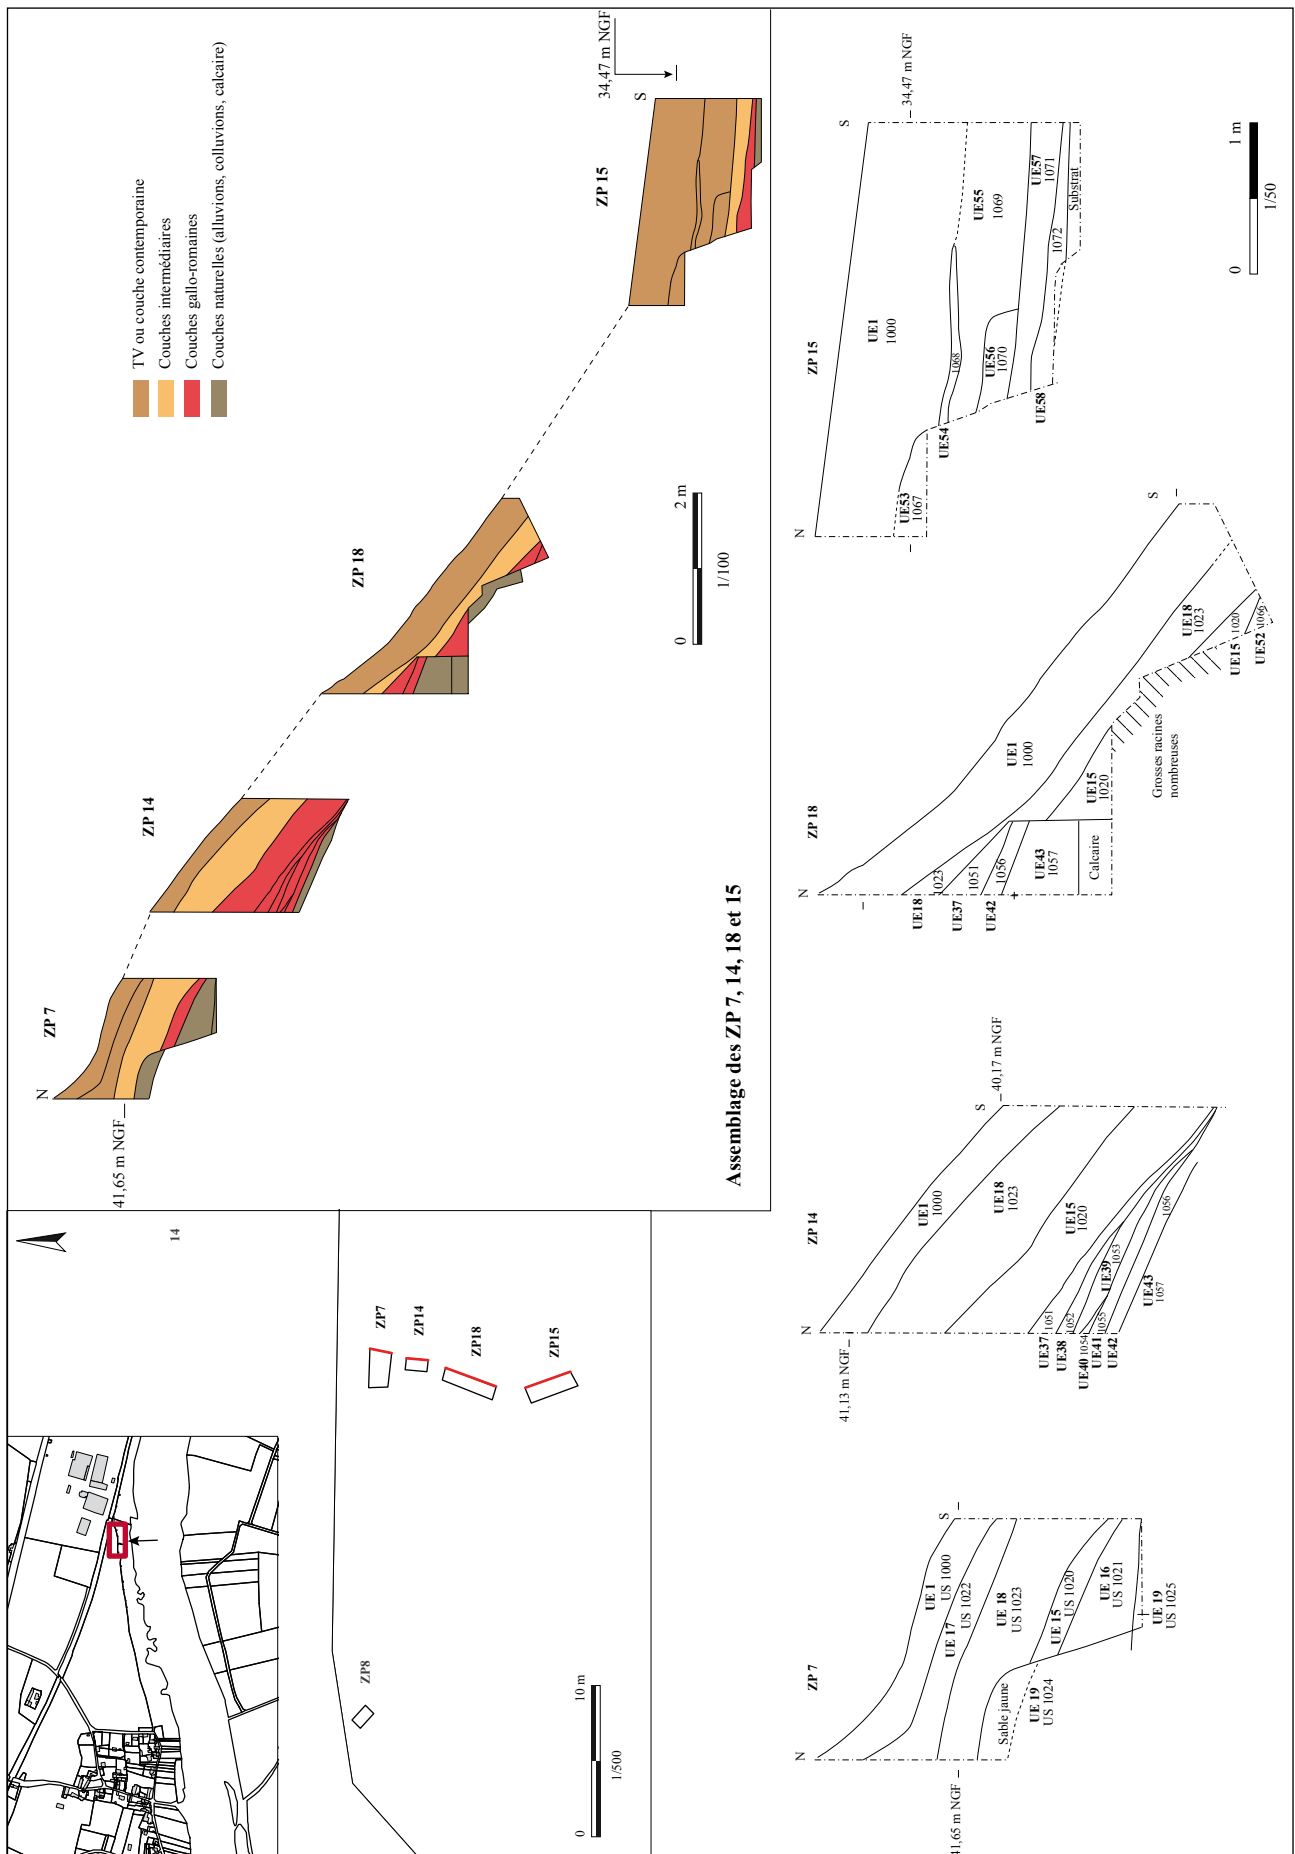 TV ou couche contemporaine
Couches intermédiaires
Couches gallo-romaines
Couches naturelles (alluvions, colluvions, calcaire)
34,47 m NGF
S
ZP 15
ZP 18
ZP 14
ZP 7
N
41,65 m NGF
0
2 m
1/100
Assemblage des ZP 7, 14, 18 et 15
14
ZP7
ZP14
ZP18
ZP15
ZP8
0
10 m
1/500
ZP 7
N
S
41,65 m NGF
UE 1
US 1000
UE 17
US 1022
UE 18
US 1023
UE 15
US 1020
UE 16
US 1021
Sable jaune
UE 19
US 1024
UE 19
US 1025
ZP 14
N
S
41,13 m NGF
40,17 m NGF
UE1
1000
UE18
1023
UE15
1020
UE37
1051
UE38
1052
UE39
1053
UE40
1054
UE41
1055
UE42
1056
UE43
1057
ZP 18
N
S
UE1
1000
UE18
1023
UE37
1051
UE42
1056
UE43
1057
Calcaire
UE15
1020
Grosses racines
nombreuses
UE18
1023
UE15
1020
UE52
1066
ZP 15
N
S
34,47 m NGF
UE1
1000
UE53
1067
UE54
1068
UE55
1069
UE56
1070
UE57
1071
UE58
1072
Substrat
0
1 m
1/50